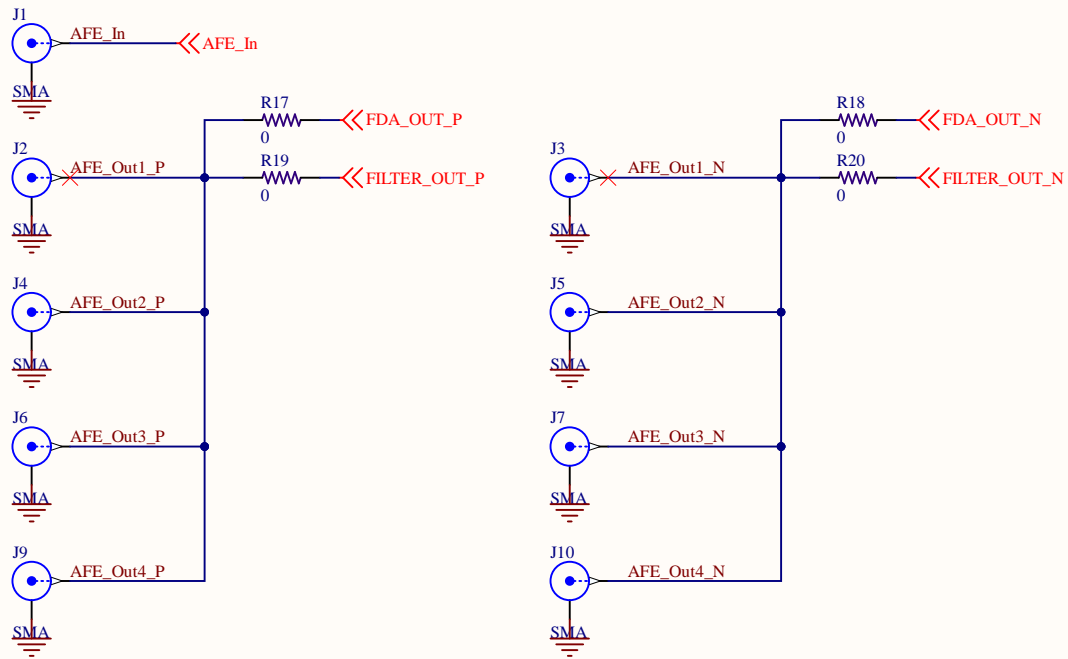 J1
AFE_In
AFE_In
SMA
R17
FDA_OUT_P
0
R18
FDA_OUT_N
0
J2
AFE_Out1_P
R19
FILTER_OUT_P
0
SMA
J3
AFE_Out1_N
R20
FILTER_OUT_N
0
SMA
J4
AFE_Out2_P
SMA
J5
AFE_Out2_N
SMA
J6
AFE_Out3_P
SMA
J7
AFE_Out3_N
SMA
J9
AFE_Out4_P
SMA
J10
AFE_Out4_N
SMA